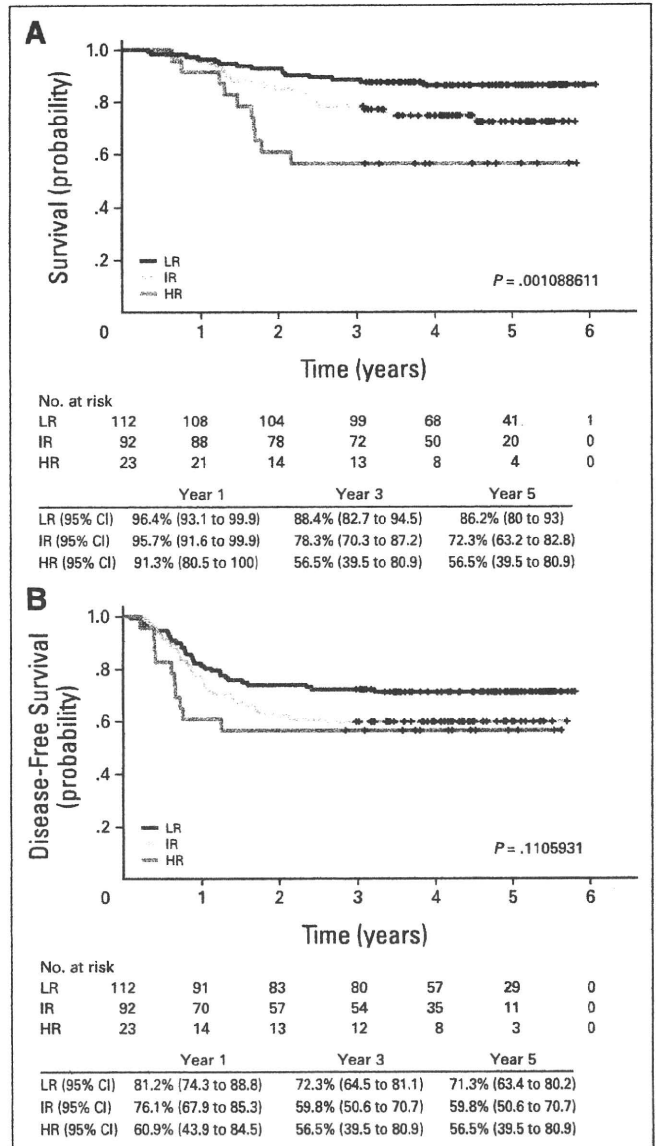 A
Survival (probability)
1.0
.8
.6
.4
.2
LR
IR
HR
P = .001088611
0 1 2 3 4 5 6
Time (years)
No. at risk
LR 112 108 104 99 68 41 1
IR 92 88 78 72 50 20 0
HR 23 21 14 13 8 4 0
Year 1 Year 3 Year 5
LR (95% CI) 96.4% (93.1 to 99.9) 88.4% (82.7 to 94.5) 86.2% (80 to 93)
IR (95% CI) 95.7% (91.6 to 99.9) 78.3% (70.3 to 87.2) 72.3% (63.2 to 82.8)
HR (95% CI) 91.3% (80.5 to 100) 56.5% (39.5 to 80.9) 56.5% (39.5 to 80.9)
B
Disease-Free Survival
(probability)
1.0
.8
.6
.4
.2
LR
IR
HR
P = .1105931
0 1 2 3 4 5 6
Time (years)
No. at risk
LR 112 91 83 80 57 29 0
IR 92 70 57 54 35 11 0
HR 23 14 13 12 8 3 0
Year 1 Year 3 Year 5
LR (95% CI) 81.2% (74.3 to 88.8) 72.3% (64.5 to 81.1) 71.3% (63.4 to 80.2)
IR (95% CI) 76.1% (67.9 to 85.3) 59.8% (50.6 to 70.7) 59.8% (50.6 to 70.7)
HR (95% CI) 60.9% (43.9 to 84.5) 56.5% (39.5 to 80.9) 56.5% (39.5 to 80.9)